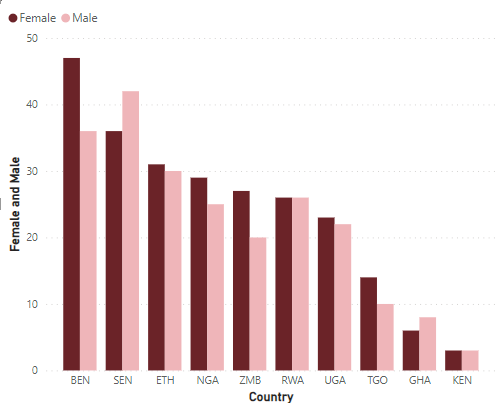 Female Male
50
40
30
20
10
0
Female and Male
BEN SEN ETH NGA ZMB RWA UGA TGO GHA KEN
Country